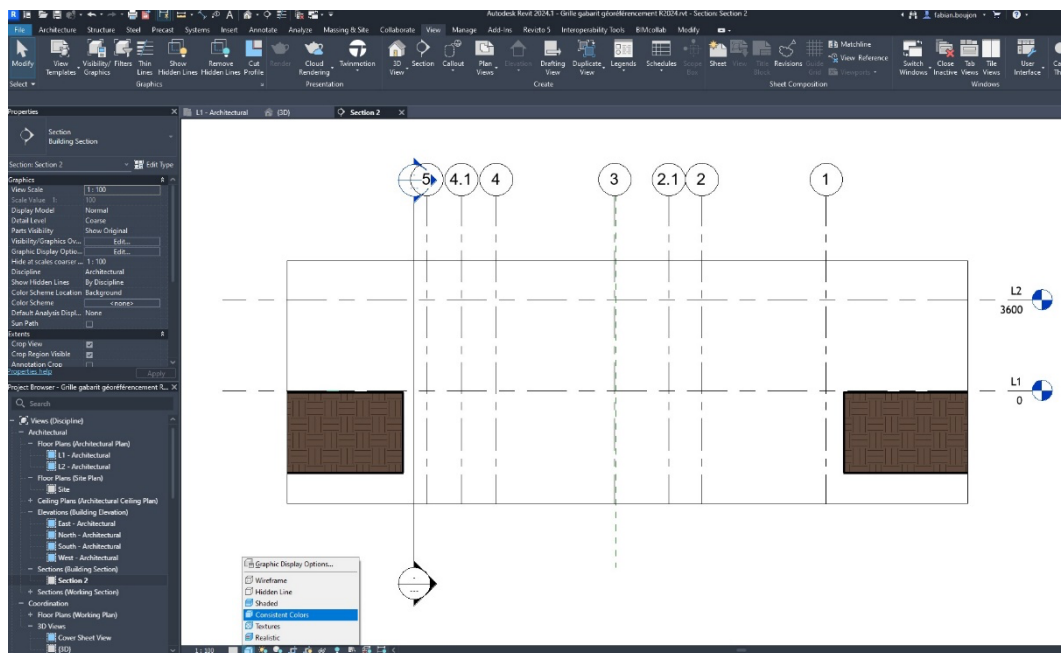 Autodesk Revit 2024.1 - Grille gabarit géoréférencement R2024.rvt - Section: Section 2
fabian.boujon
File Architecture Structure Steel Precast Systems Insert Annotate Analyze Massing & Site Collaborate View Manage Add-Ins Revizto 5 Interoperability Tools BIMcollab Modify
Modify
View Templates
Visibility/ Graphics
Filters
Thin Lines
Show Hidden Lines
Remove Hidden Lines
Cut Profile
Render
Cloud Rendering
Twinmotion
3D View
Section
Callout
Plan Views
Elevation
Drafting View
Duplicate View
Legends
Schedules
Scope Box
Sheet
View
Title Block
Revisions
Guide Grid
Matchline
View Reference
Viewports
Switch Windows
Close Inactive
Tab Views
Tile Views
User Interface
Select
Graphics
Presentation
Create
Sheet Composition
Windows
Properties
L1 - Architectural
(3D)
Section 2
Section
Building Section
Section: Section 2
Edit Type
Graphics
View Scale 1 : 100
Scale Value 1: 100
Display Model Normal
Detail Level Coarse
Parts Visibility Show Original
Visibility/Graphics Ov... Edit...
Graphic Display Optio... Edit...
Hide at scales coarser ... 1 : 100
Discipline Architectural
Show Hidden Lines By Discipline
Color Scheme Location Background
Color Scheme <none>
Default Analysis Displ... None
Sun Path
Extents
Crop View
Crop Region Visible
Annotation Crop
Properties help
Apply
Project Browser - Grille gabarit géoréférencement R...
Search
Views (Discipline)
Architectural
Floor Plans (Architectural Plan)
L1 - Architectural
L2 - Architectural
Floor Plans (Site Plan)
Site
Ceiling Plans (Architectural Ceiling Plan)
Elevations (Building Elevation)
East - Architectural
North - Architectural
South - Architectural
West - Architectural
Sections (Building Section)
Section 2
Sections (Working Section)
Coordination
Floor Plans (Working Plan)
3D Views
Cover Sheet View
(3D)
5 4.1 4 3 2.1 2 1
L2
3600
L1
0
Graphic Display Options...
Wireframe
Hidden Line
Shaded
Consistent Colors
Textures
Realistic
1 : 100